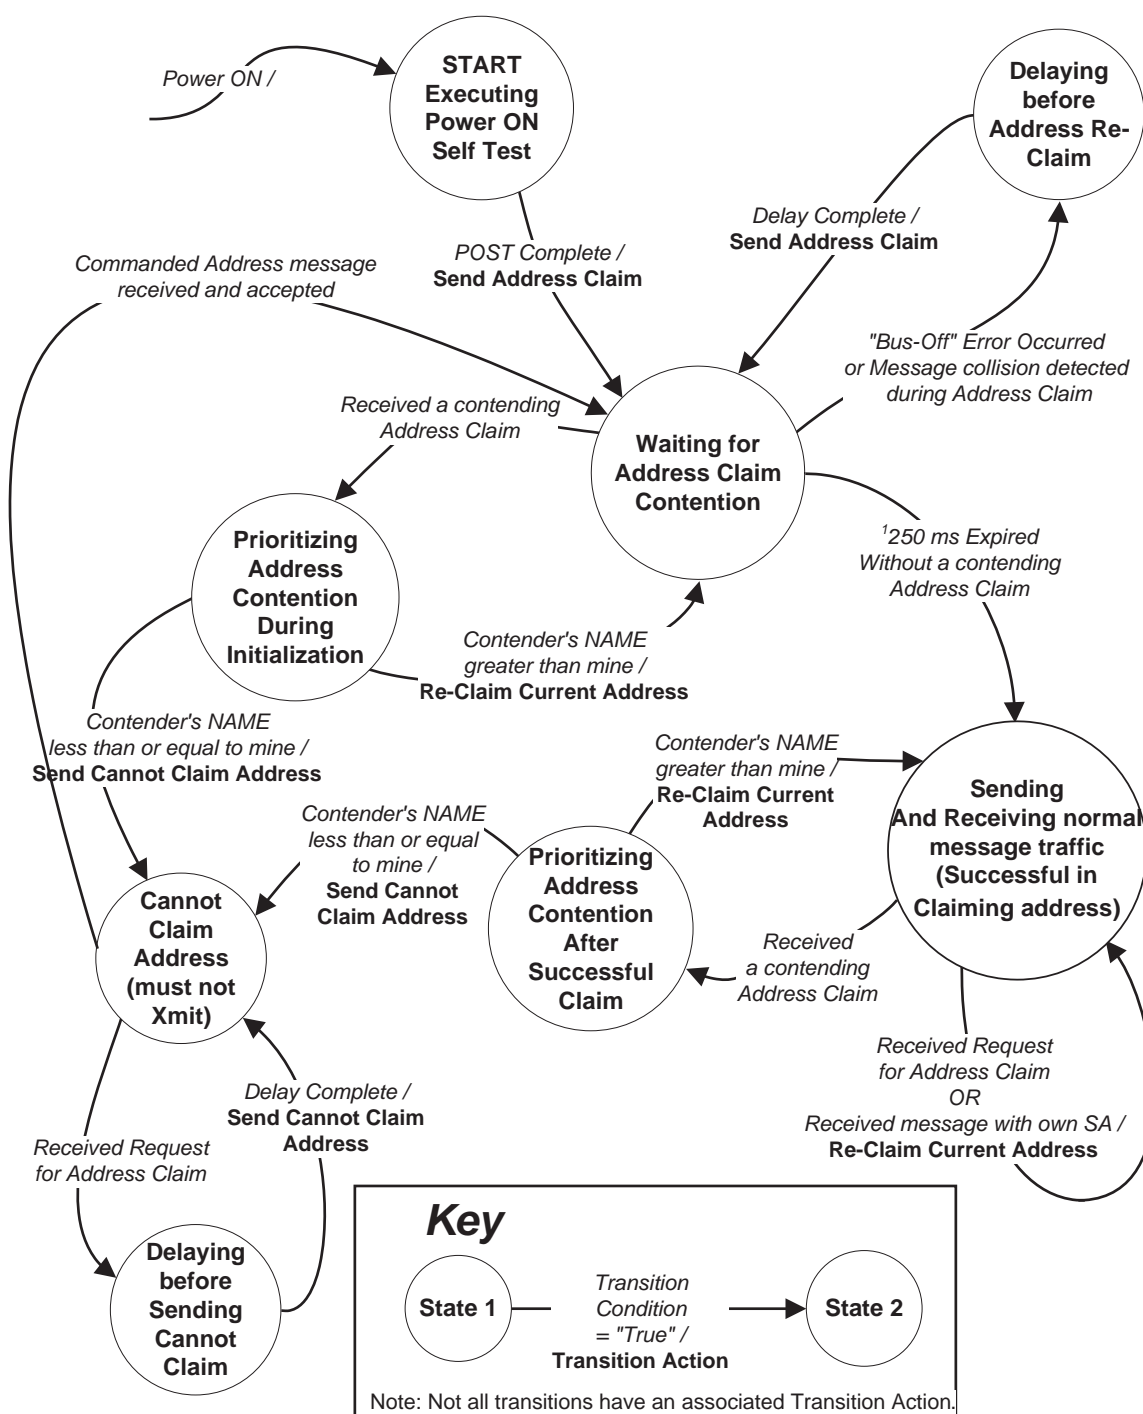 Power ON /
START
Executing
Power ON
Self Test
Delaying
before
Address Re-
Claim
Delay Complete /
Send Address Claim
POST Complete /
Send Address Claim
Commanded Address message
received and accepted
"Bus-Off" Error Occurred
or Message collision detected
during Address Claim
Received a contending
Address Claim
Waiting for
Address Claim
Contention
1250 ms Expired
Without a contending
Address Claim
Prioritizing
Address
Contention
During
Initialization
Contender's NAME
greater than mine /
Re-Claim Current Address
Contender's NAME
less than or equal to mine /
Send Cannot Claim Address
Contender's NAME
greater than mine /
Re-Claim Current
Address
Sending
And Receiving normal
message traffic
(Successful in
Claiming address)
Contender's NAME
less than or equal
to mine /
Send Cannot
Claim Address
Prioritizing
Address
Contention
After
Successful
Claim
Cannot
Claim
Address
(must not
Xmit)
Received
a contending
Address Claim
Received Request
for Address Claim
OR
Received message with own SA /
Re-Claim Current Address
Delay Complete /
Send Cannot Claim
Address
Received Request
for Address Claim
Delaying
before
Sending
Cannot
Claim
Key
State 1
Transition
Condition
= "True" /
Transition Action
State 2
Note: Not all transitions have an associated Transition Action.